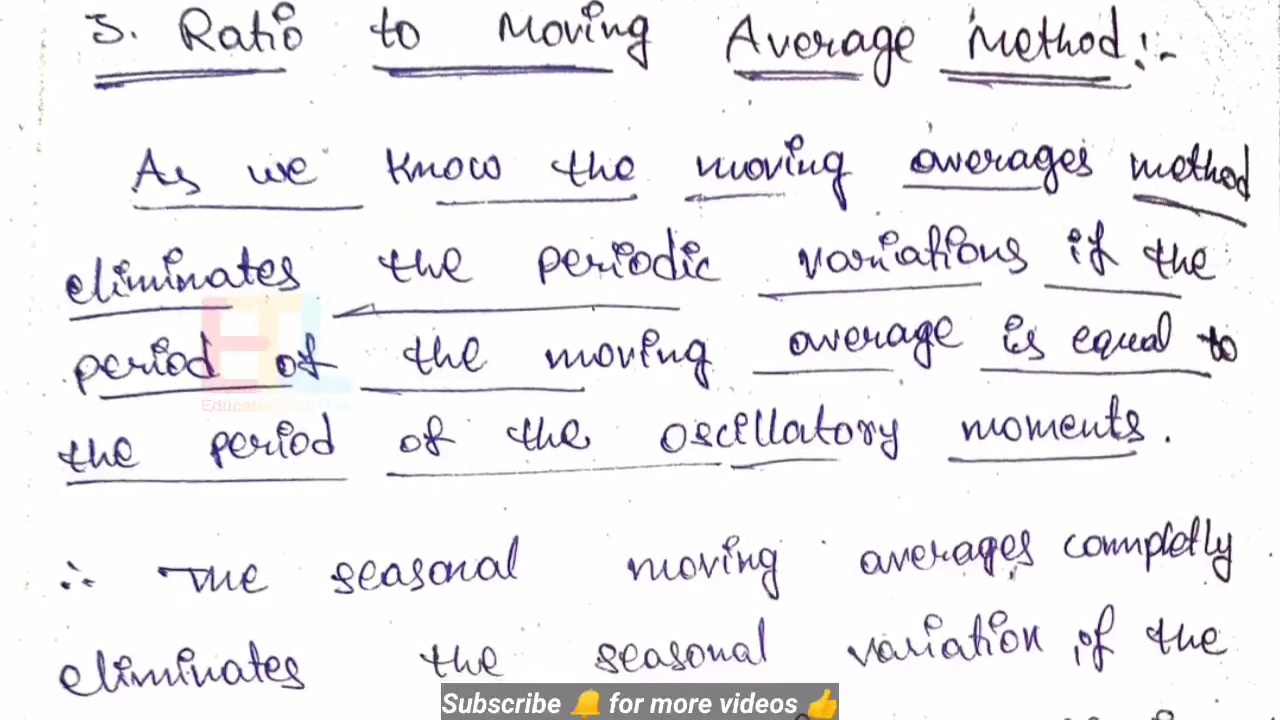 3. Ratio to Moving Average Method:-
As we know the moving averages method
eliminates the periodic variations if the
period of the moving average is equal to
the period of the oscillatory moments.
∴ The seasonal moving averages completly
eliminates the seasonal variation if the
Subscribe 🔔 for more videos 👍